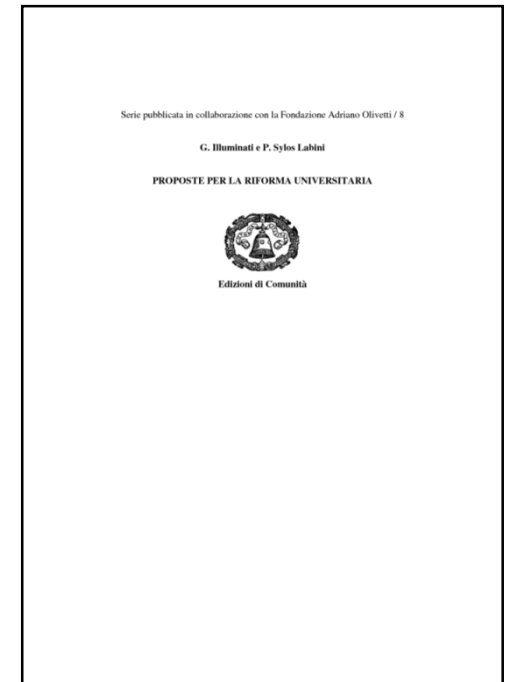 Serie pubblicata in collaborazione con la Fondazione Adriano Olivetti / 8
G. Illuminati e P. Sylos Labini
PROPOSTE PER LA RIFORMA UNIVERSITARIA
Edizioni di Comunità